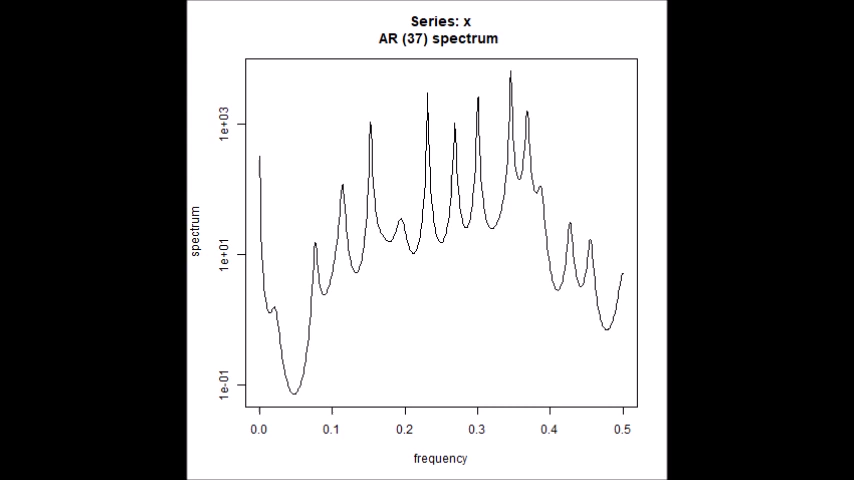 Series: x
AR (37) spectrum
spectrum
1e+03
1e+01
1e-01
0.0 0.1 0.2 0.3 0.4 0.5
frequency